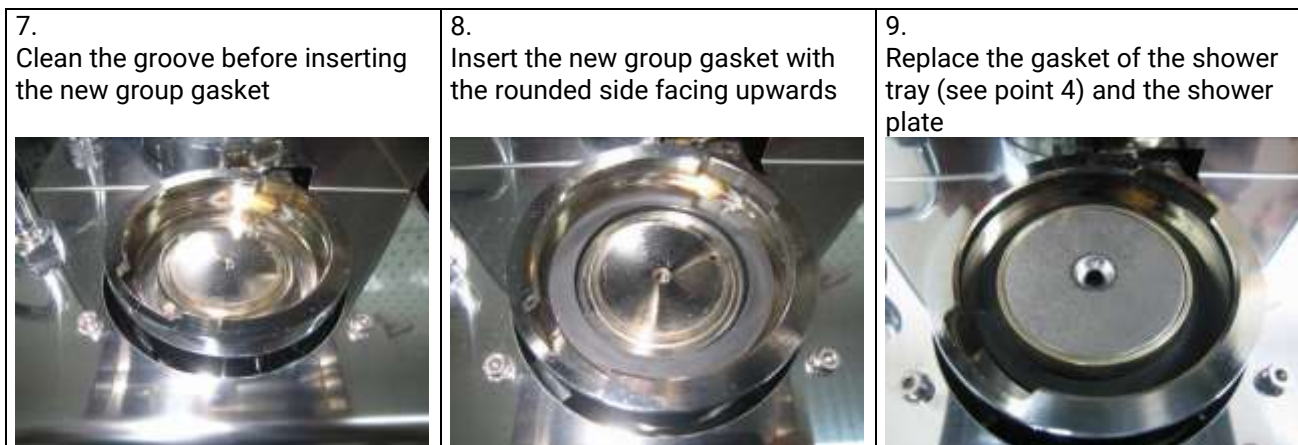 7.
Clean the groove before inserting
the new group gasket
8.
Insert the new group gasket with
the rounded side facing upwards
9.
Replace the gasket of the shower
tray (see point 4) and the shower
plate